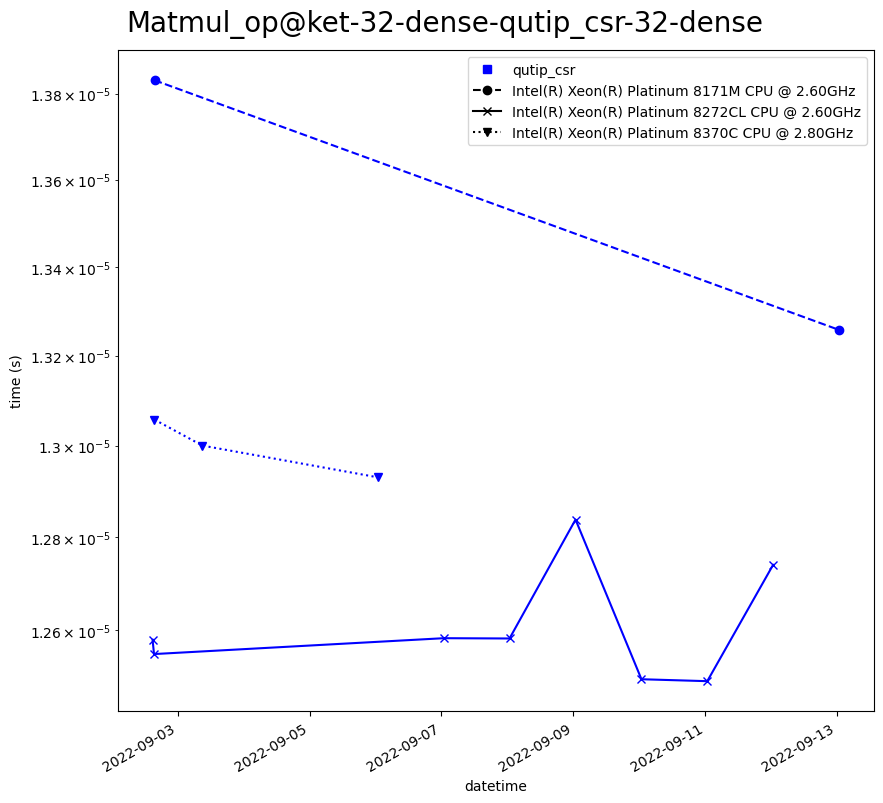 Matmul_op@ket-32-dense-qutip_csr-32-dense
qutip_csr
Intel(R) Xeon(R) Platinum 8171M CPU @ 2.60GHz
Intel(R) Xeon(R) Platinum 8272CL CPU @ 2.60GHz
Intel(R) Xeon(R) Platinum 8370C CPU @ 2.80GHz
1.38 × 10⁻⁵
1.36 × 10⁻⁵
1.34 × 10⁻⁵
1.32 × 10⁻⁵
1.3 × 10⁻⁵
1.28 × 10⁻⁵
1.26 × 10⁻⁵
time (s)
2022-09-03
2022-09-05
2022-09-07
2022-09-09
2022-09-11
2022-09-13
datetime